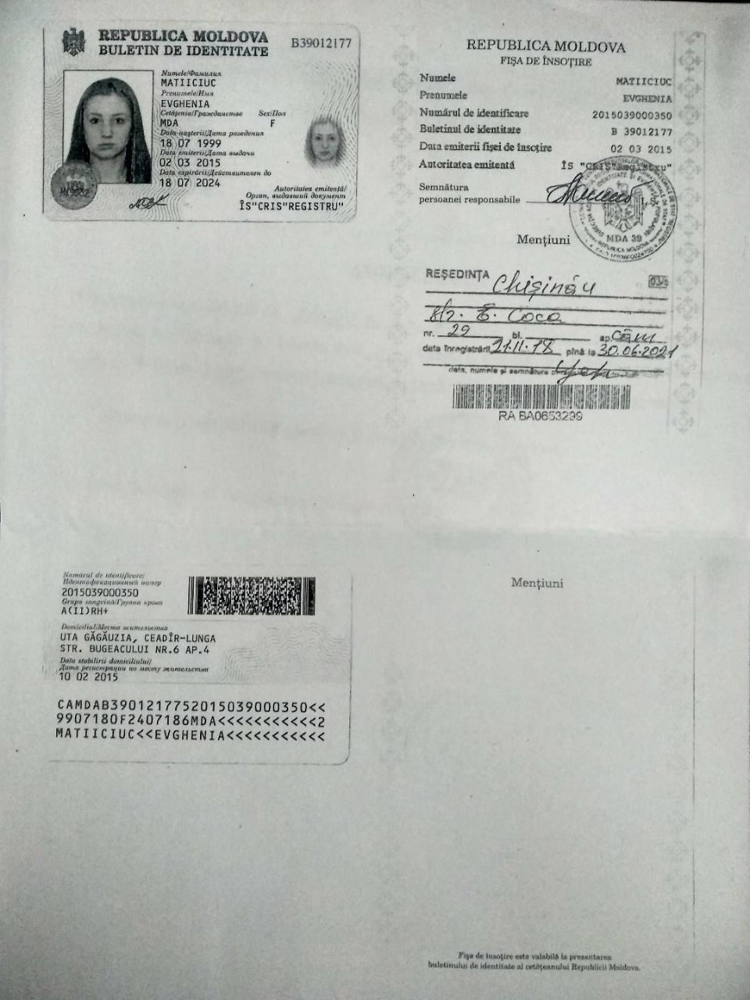 REPUBLICA MOLDOVA
BULETIN DE IDENTITATE
B39012177
Numele/Фамилия
MATIICIUC
Prenumele/Имя
EVGHENIA
Cetăţenia/Гражданство Sex/Пол
MDA F
Data naşterii/Дата рождения
18 07 1999
Data emiterii/Дата выдачи
02 03 2015
Data expirării/Действителен до
18 07 2024
Autoritatea emitentă/
Орган, выдавший документ
ÎS"CRIS"REGISTRU"
REPUBLICA MOLDOVA
FIŞA DE ÎNSOŢIRE
Numele MATIICIUC
Prenumele EVGHENIA
Numărul de identificare 2015039000350
Buletinul de identitate B 39012177
Data emiterii fişei de însoţire 02 03 2015
Autoritatea emitentă ÎS "CRIS"Registru"
Semnătura
persoanei responsabile
L.Ş.
MDA 39
REPUBLICA MOLDOVA
Menţiuni
REŞEDINŢA Chişinău
str. E. Coca
nr. 29 bl. ap. Căm
data înregistrării 21.11.18 pînă la 30.06.2021
data, numele şi semnătura
RA BA0653299
Numărul de identificare/
Идентификационный номер
2015039000350
Grupa sangvină/Группа крови
A(II)RH+
Domiciliul/Место жительства
UTA GĂGĂUZIA, CEADÎR-LUNGA
STR. BUGEACULUI NR.6 AP.4
Data stabilirii domiciliului/
Дата регистрации по месту жительства
10 02 2015
CAMDAB3901217752015039000350<<
9907180F2407186MDA<<<<<<<<<<<2
MATIICIUC<<EVGHENIA<<<<<<<<<<<
Menţiuni
Fişa de însoţire este valabilă la prezentarea
buletinului de identitate al cetăţeanului Republicii Moldova.